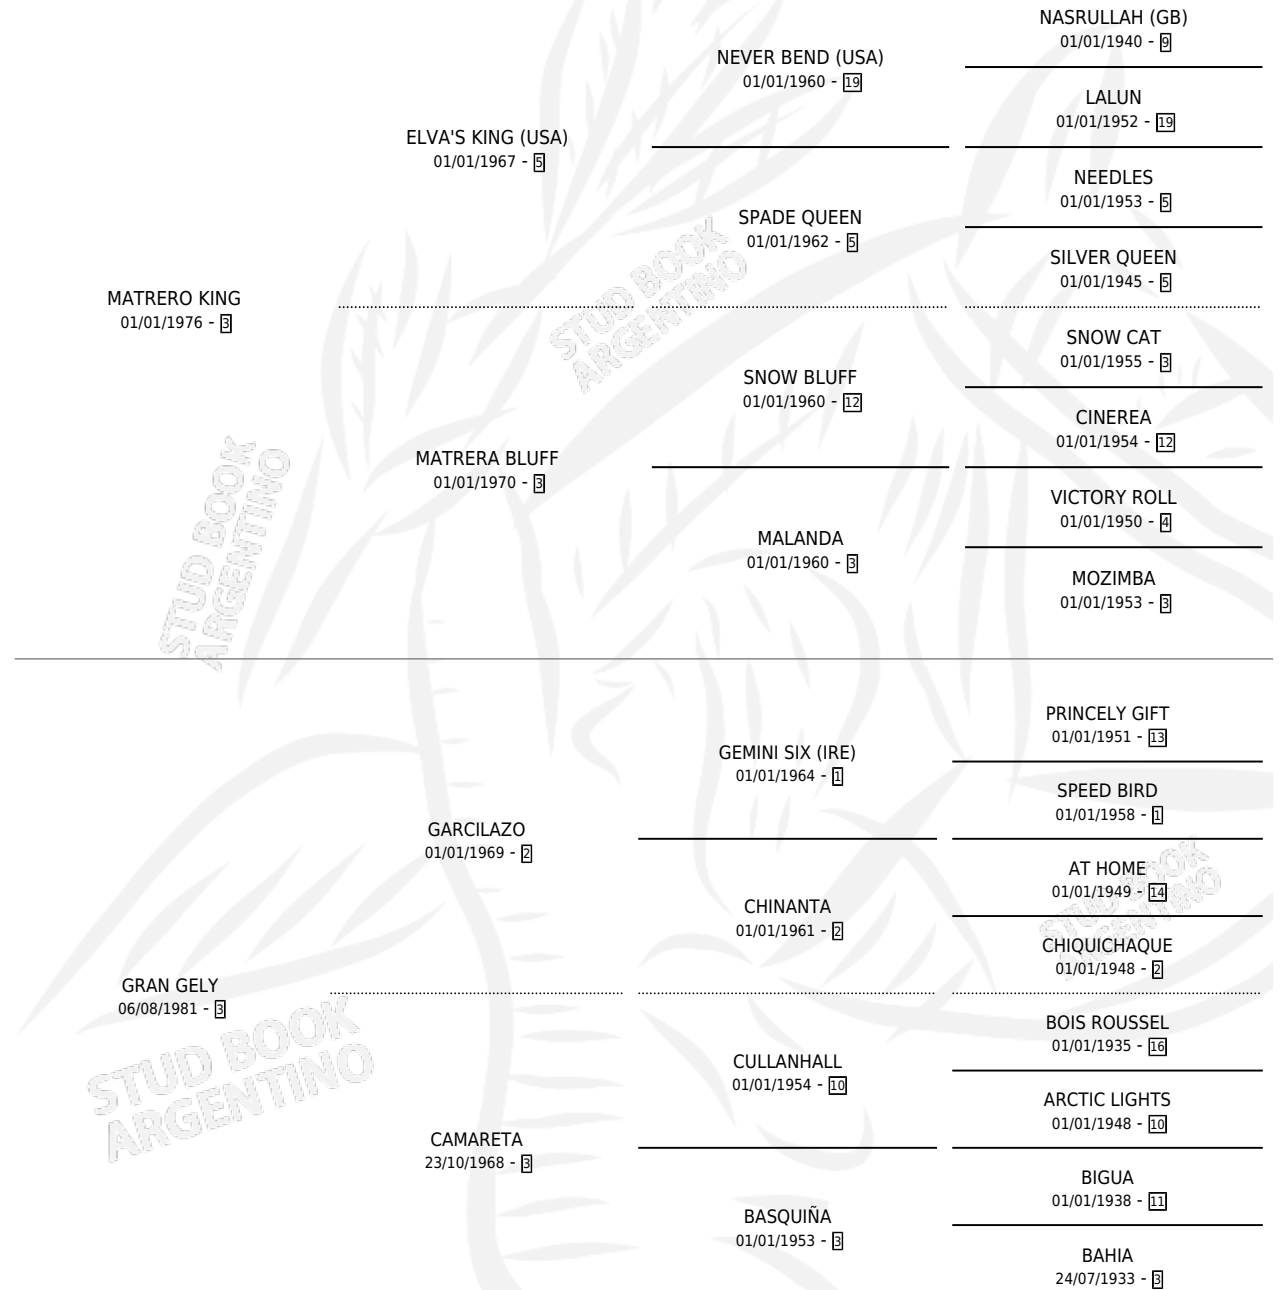 NASRULLAH (GB)
01/01/1940 - 9
NEVER BEND (USA)
01/01/1960 - 19
LALUN
01/01/1952 - 19
ELVA'S KING (USA)
01/01/1967 - 5
NEEDLES
01/01/1953 - 5
SPADE QUEEN
01/01/1962 - 5
SILVER QUEEN
01/01/1945 - 5
MATRERO KING
01/01/1976 - 3
SNOW CAT
01/01/1955 - 3
SNOW BLUFF
01/01/1960 - 12
CINEREA
01/01/1954 - 12
MATRERA BLUFF
01/01/1970 - 3
VICTORY ROLL
01/01/1950 - 4
MALANDA
01/01/1960 - 3
MOZIMBA
01/01/1953 - 3
STUD BOOK
ARGENTINO
STUD BOOK
ARGENTINO
PRINCELY GIFT
01/01/1951 - 13
GEMINI SIX (IRE)
01/01/1964 - 1
SPEED BIRD
01/01/1958 - 1
GARCILAZO
01/01/1969 - 2
AT HOME
01/01/1949 - 14
CHINANTA
01/01/1961 - 2
CHIQUICHAQUE
01/01/1948 - 2
GRAN GELY
06/08/1981 - 3
BOIS ROUSSEL
01/01/1935 - 16
CULLANHALL
01/01/1954 - 10
ARCTIC LIGHTS
01/01/1948 - 10
CAMARETA
23/10/1968 - 3
BIGUA
01/01/1938 - 11
BASQUIÑA
01/01/1953 - 3
BAHIA
24/07/1933 - 3
STUD BOOK
ARGENTINO
STUD BOOK
ARGENTINO